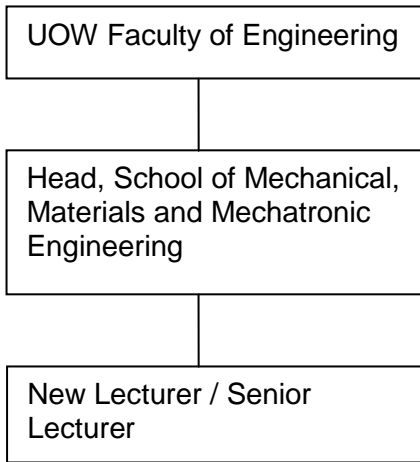 UOW Faculty of Engineering
Head, School of Mechanical,
Materials and Mechatronic
Engineering
New Lecturer / Senior
Lecturer